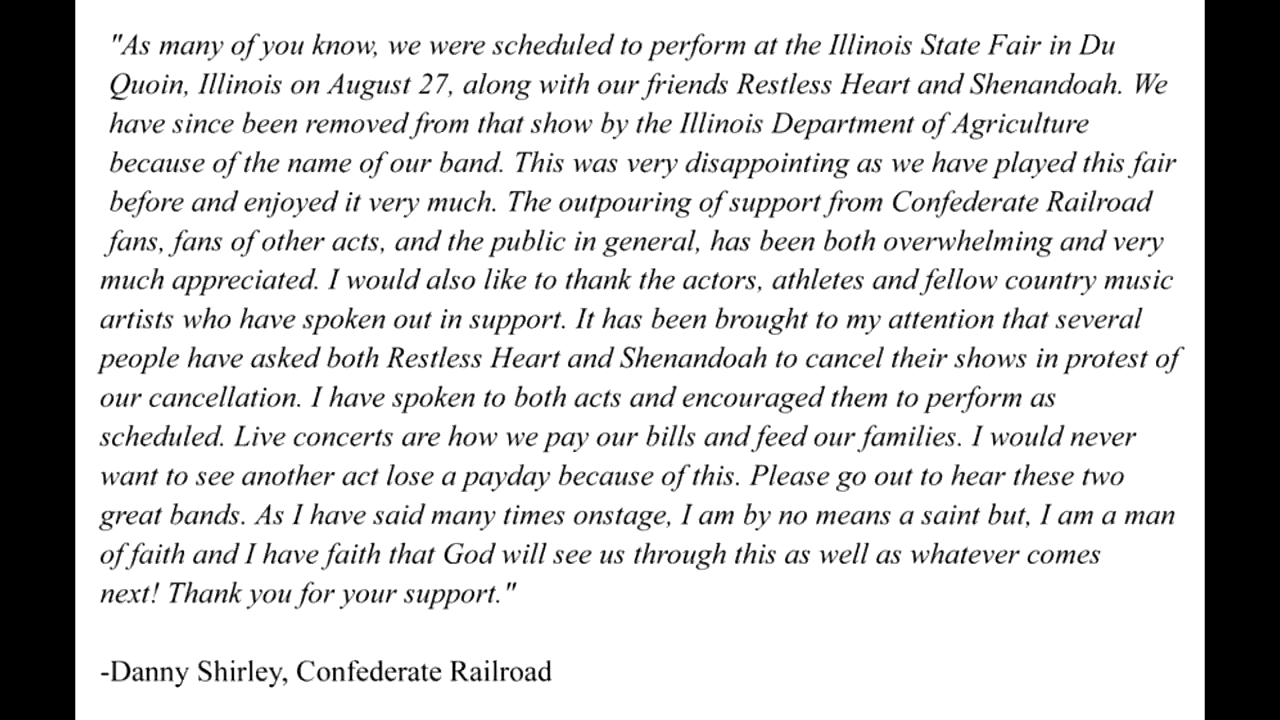 "As many of you know, we were scheduled to perform at the Illinois State Fair in Du
Quoin, Illinois on August 27, along with our friends Restless Heart and Shenandoah. We
have since been removed from that show by the Illinois Department of Agriculture
because of the name of our band. This was very disappointing as we have played this fair
before and enjoyed it very much. The outpouring of support from Confederate Railroad
fans, fans of other acts, and the public in general, has been both overwhelming and very
much appreciated. I would also like to thank the actors, athletes and fellow country music
artists who have spoken out in support. It has been brought to my attention that several
people have asked both Restless Heart and Shenandoah to cancel their shows in protest of
our cancellation. I have spoken to both acts and encouraged them to perform as
scheduled. Live concerts are how we pay our bills and feed our families. I would never
want to see another act lose a payday because of this. Please go out to hear these two
great bands. As I have said many times onstage, I am by no means a saint but, I am a man
of faith and I have faith that God will see us through this as well as whatever comes
next! Thank you for your support."
-Danny Shirley, Confederate Railroad